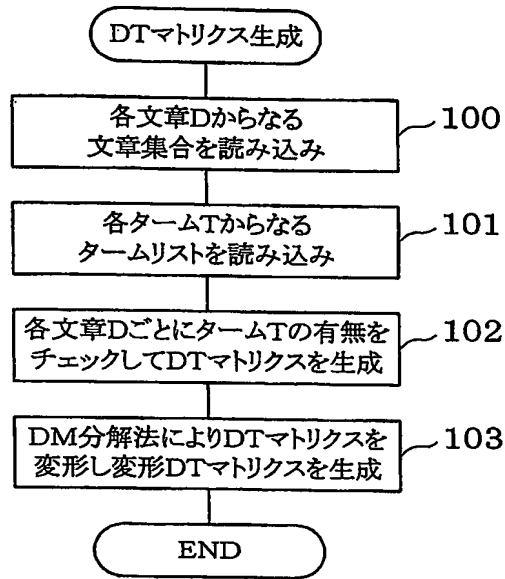 DTマトリクス生成
各文章Dからなる
文章集合を読み込み
100
各タームTからなる
タームリストを読み込み
101
各文章DごとにタームTの有無を
チェックしてDTマトリクスを生成
102
DM分解法によりDTマトリクスを
変形し変形DTマトリクスを生成
103
END